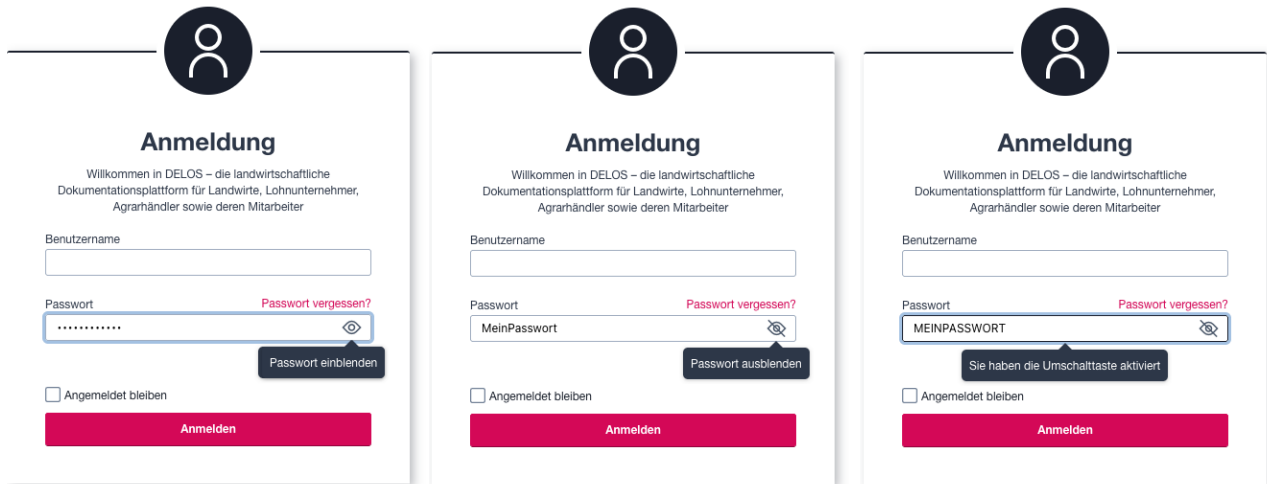 Anmeldung
Willkommen in DELOS – die landwirtschaftliche
Dokumentationsplattform für Landwirte, Lohnunternehmer,
Agrarhändler sowie deren Mitarbeiter
Benutzername
Passwort
Passwort vergessen?
••••••••••••
Passwort einblenden
Angemeldet bleiben
Anmelden
Anmeldung
Willkommen in DELOS – die landwirtschaftliche
Dokumentationsplattform für Landwirte, Lohnunternehmer,
Agrarhändler sowie deren Mitarbeiter
Benutzername
Passwort
Passwort vergessen?
MeinPasswort
Passwort ausblenden
Angemeldet bleiben
Anmelden
Anmeldung
Willkommen in DELOS – die landwirtschaftliche
Dokumentationsplattform für Landwirte, Lohnunternehmer,
Agrarhändler sowie deren Mitarbeiter
Benutzername
Passwort
Passwort vergessen?
MEINPASSWORT
Sie haben die Umschalttaste aktiviert
Angemeldet bleiben
Anmelden